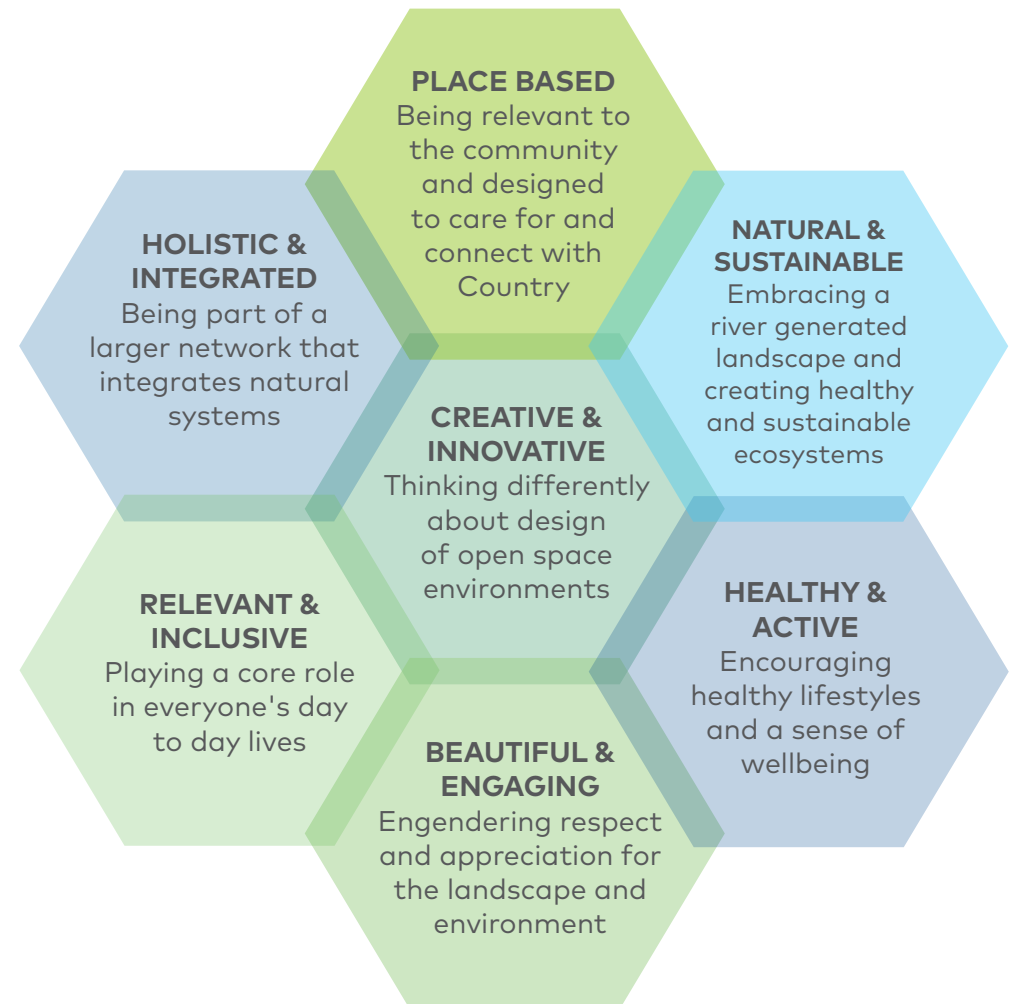 PLACE BASED
Being relevant to
the community
and designed
to care for and
connect with
Country
HOLISTIC &
INTEGRATED
Being part of a
larger network that
integrates natural
systems
NATURAL &
SUSTAINABLE
Embracing a
river generated
landscape and
creating healthy
and sustainable
ecosystems
CREATIVE &
INNOVATIVE
Thinking differently
about design
of open space
environments
RELEVANT &
INCLUSIVE
Playing a core role
in everyone's day
to day lives
HEALTHY &
ACTIVE
Encouraging
healthy lifestyles
and a sense of
wellbeing
BEAUTIFUL &
ENGAGING
Engendering respect
and appreciation for
the landscape and
environment